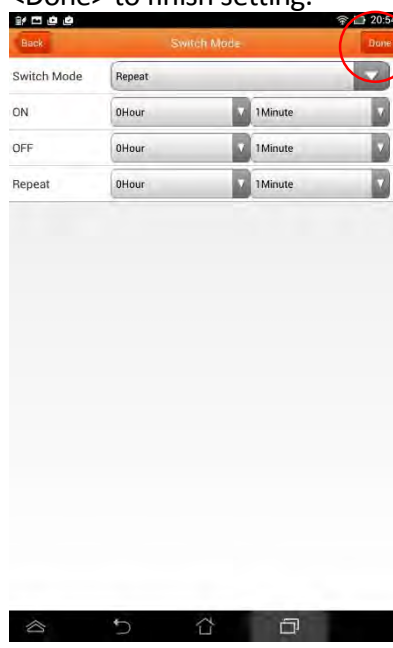 <Done> to finish setting.
20:54
Back Switch Mode Done
Switch Mode Repeat
ON 0Hour 1Minute
OFF 0Hour 1Minute
Repeat 0Hour 1Minute